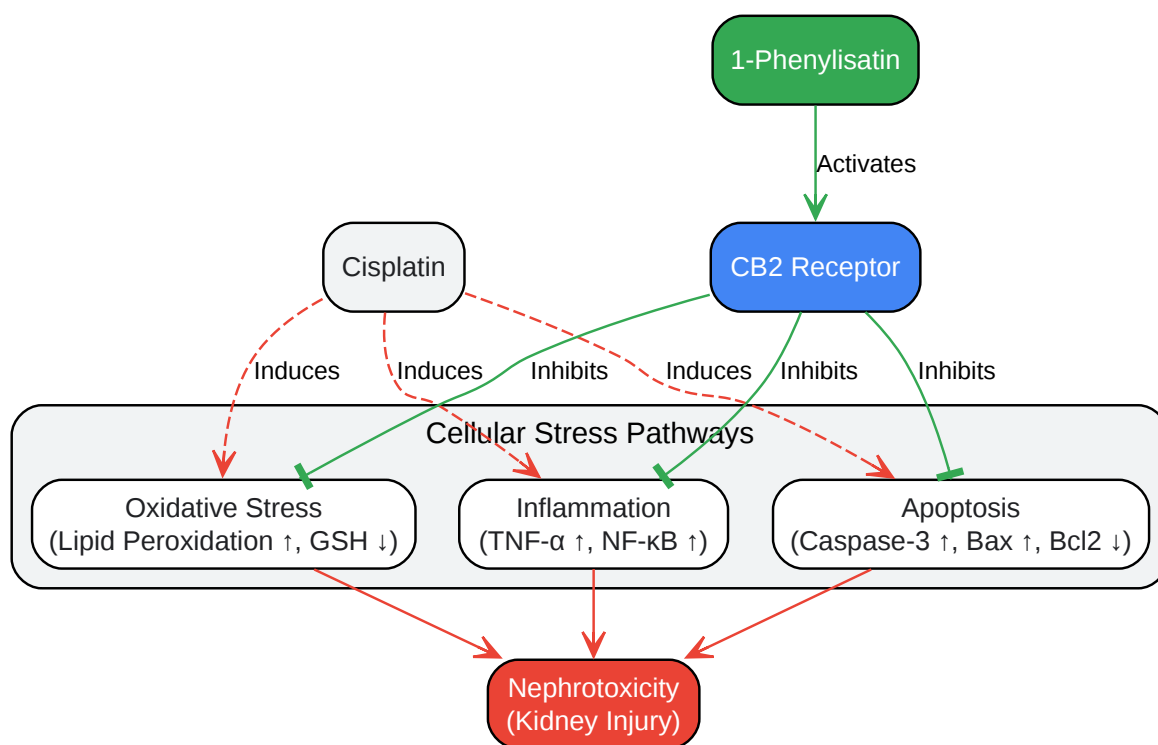 1-Phenylisatin
Activates
Cisplatin
CB2 Receptor
Induces
Induces
Inhibits
Induces
Inhibits
Inhibits
Cellular Stress Pathways
Oxidative Stress
(Lipid Peroxidation ↑, GSH ↓)
Inflammation
(TNF-α ↑, NF-κB ↑)
Apoptosis
(Caspase-3 ↑, Bax ↑, Bcl2 ↓)
Nephrotoxicity
(Kidney Injury)